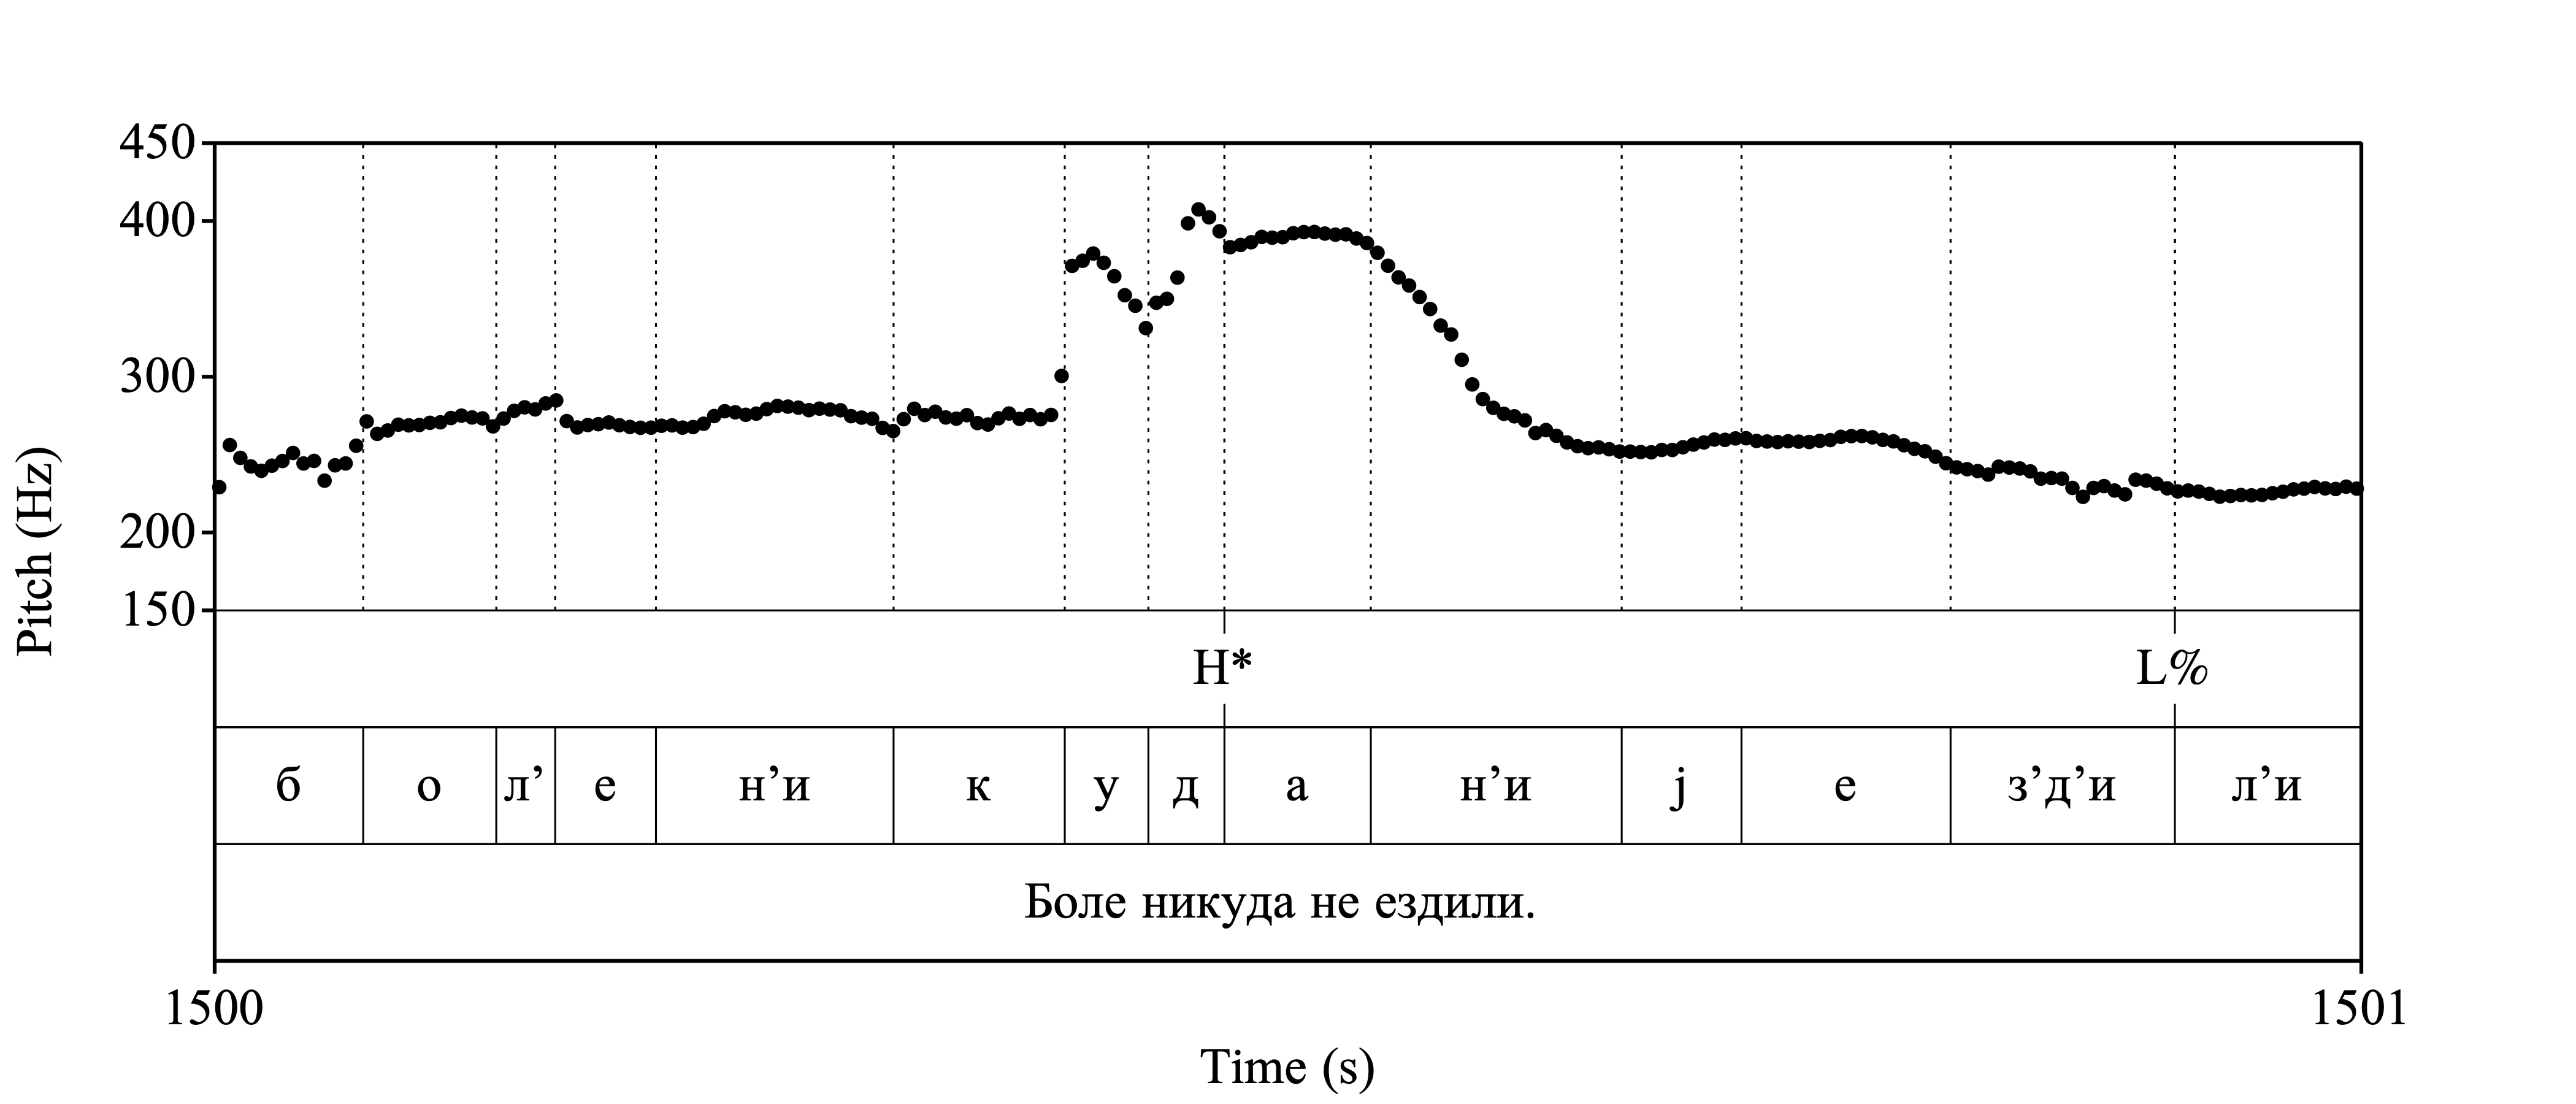 450
400
300
200
150
Pitch (Hz)
H* L%
б о л’ е н’и к у д а н’и j е з’д’и л’и
Боле никуда не ездили.
1500 1501
Time (s)